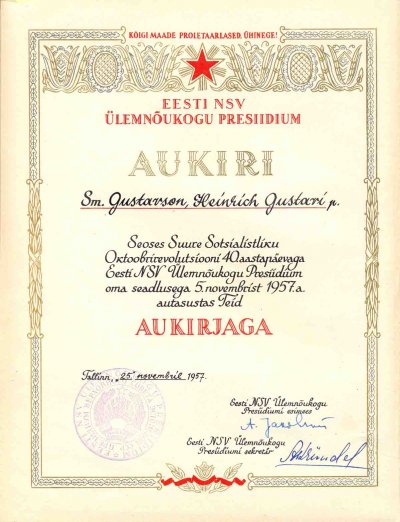 KÕIGI MAADE PROLETAARLASED, ÜHINEGE!
EESTI NSV
ÜLEMNÕUKOGU PRESIIDIUM
AUKIRI
Sm. Gustavson, Heinrich Gustavi p.
Seoses Suure Sotsialistliku
Oktoobrirevolutsiooni 40.aastapäevaga
Eesti NSV Ülemnõukogu Presiidium
oma seadlusega 5. novembrist 1957.a.
autasustas Teid
AUKIRJAGA
Tallinn, „25." novembril 1957.
Eesti NSV Ülemnõukogu
Presiidiumi esimees
A. Jakobson
Eesti NSV Ülemnõukogu
Presiidiumi sekretär